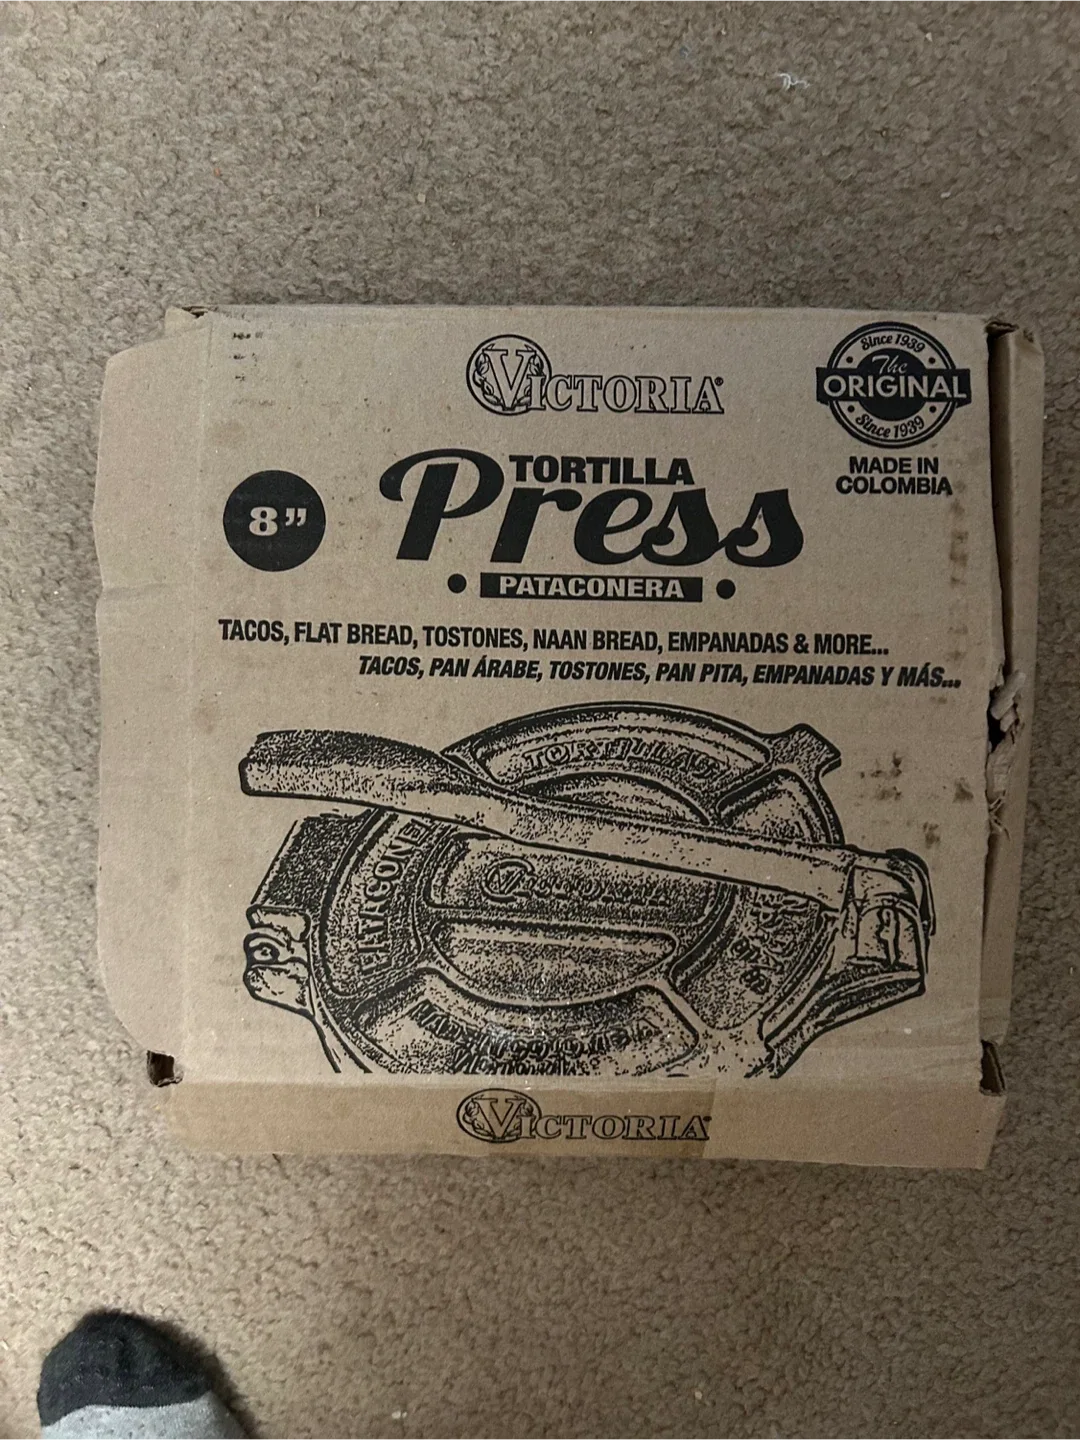 VICTORIA®
Since 1939
The
ORIGINAL
Since 1939
MADE IN
COLOMBIA
8”
TORTILLA
Press
• PATACONERA •
TACOS, FLAT BREAD, TOSTONES, NAAN BREAD, EMPANADAS & MORE...
TACOS, PAN ÁRABE, TOSTONES, PAN PITA, EMPANADAS Y MÁS...
VICTORIA